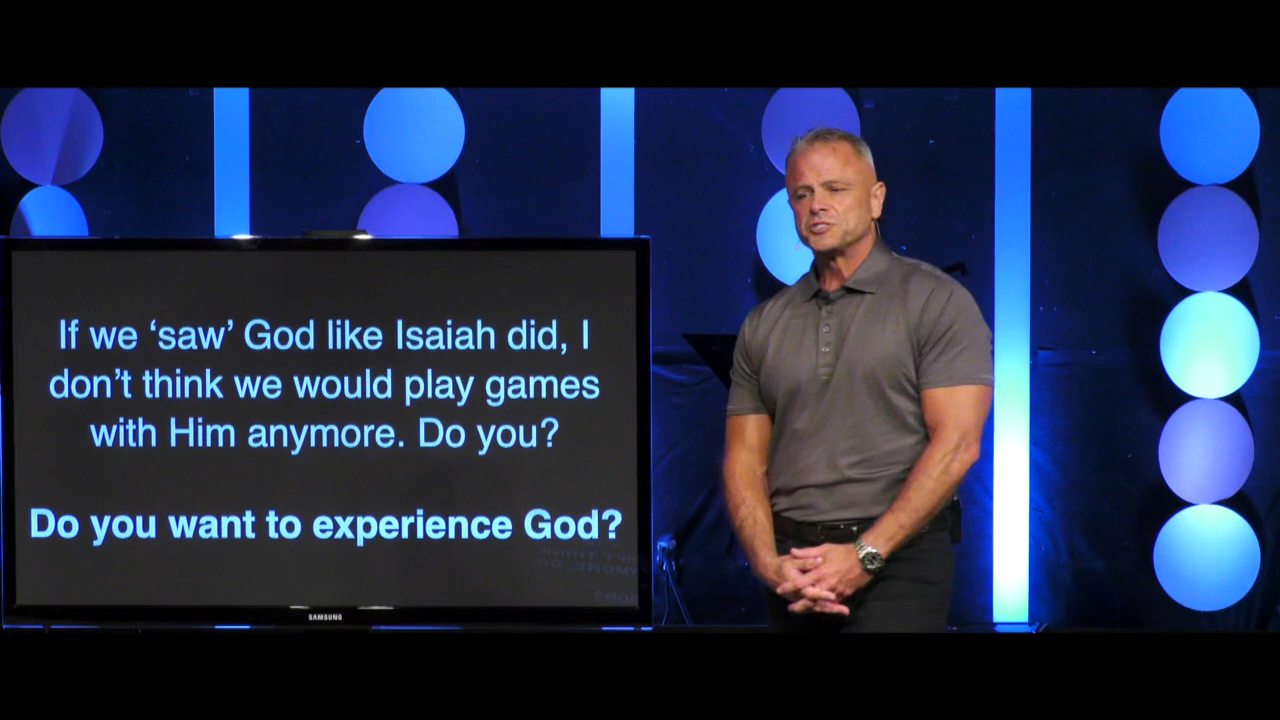 If we ‘saw’ God like Isaiah did, I
don’t think we would play games
with Him anymore. Do you?
Do you want to experience God?
SAMSUNG